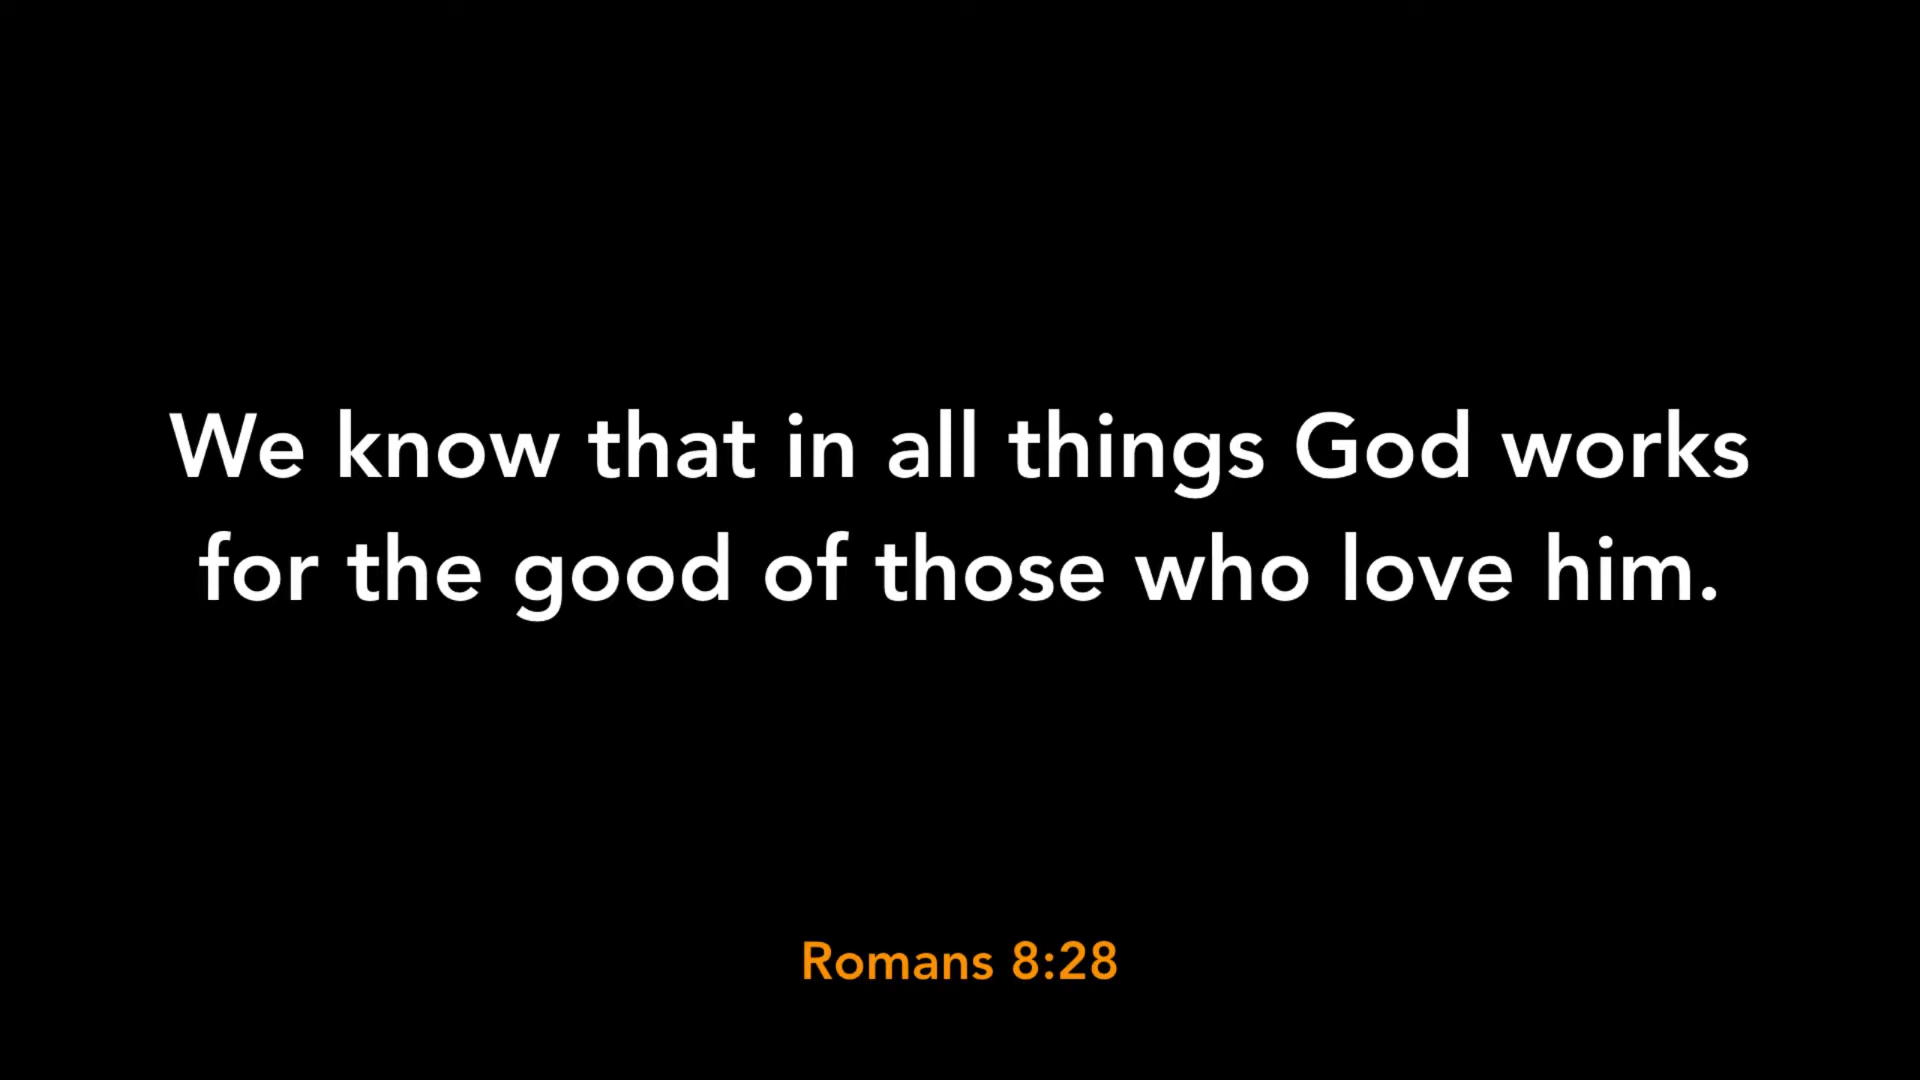 We know that in all things God works
for the good of those who love him.
Romans 8:28